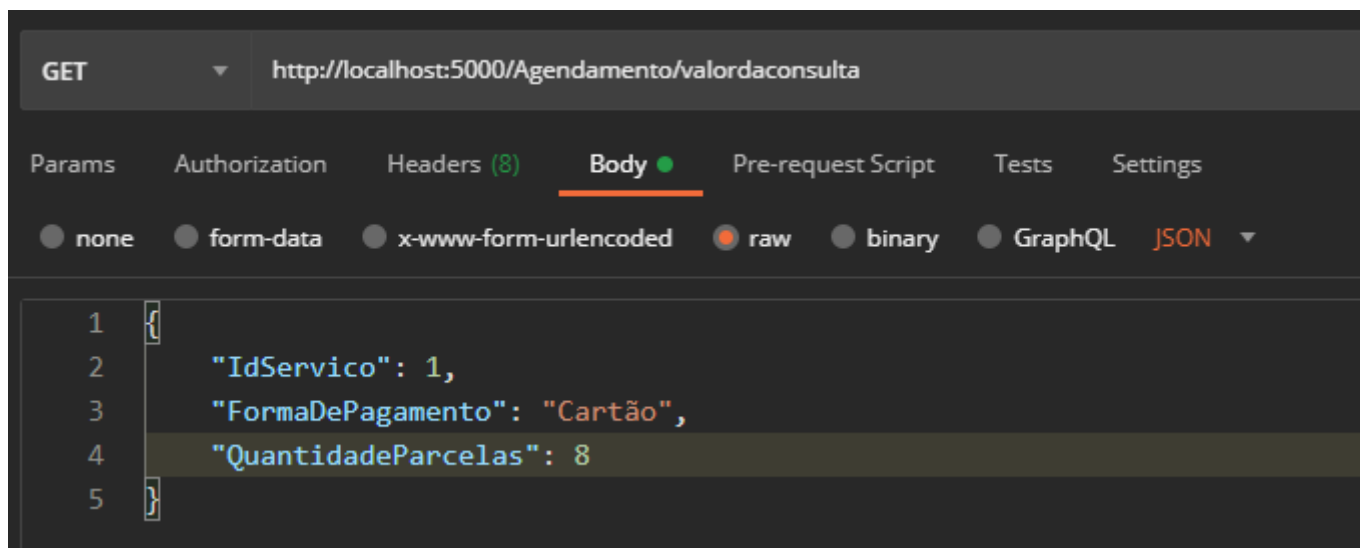 GET http://localhost:5000/Agendamento/valordaconsulta
Params Authorization Headers (8) Body Pre-request Script Tests Settings
none form-data x-www-form-urlencoded raw binary GraphQL JSON
1 {
2 "IdServico": 1,
3 "FormaDePagamento": "Cartão",
4 "QuantidadeParcelas": 8
5 }